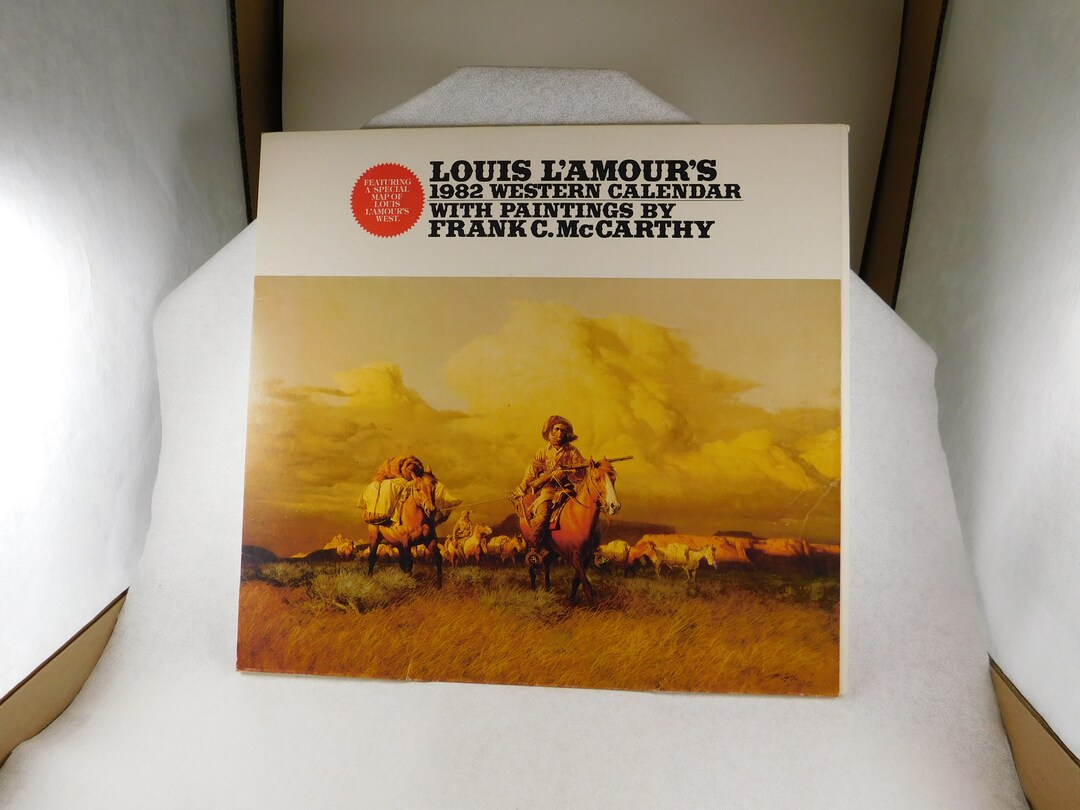 FEATURING
A SPECIAL
MAP OF
LOUIS
L'AMOUR'S
WEST.
LOUIS L'AMOUR'S
1982 WESTERN CALENDAR
WITH PAINTINGS BY
FRANK C. McCARTHY